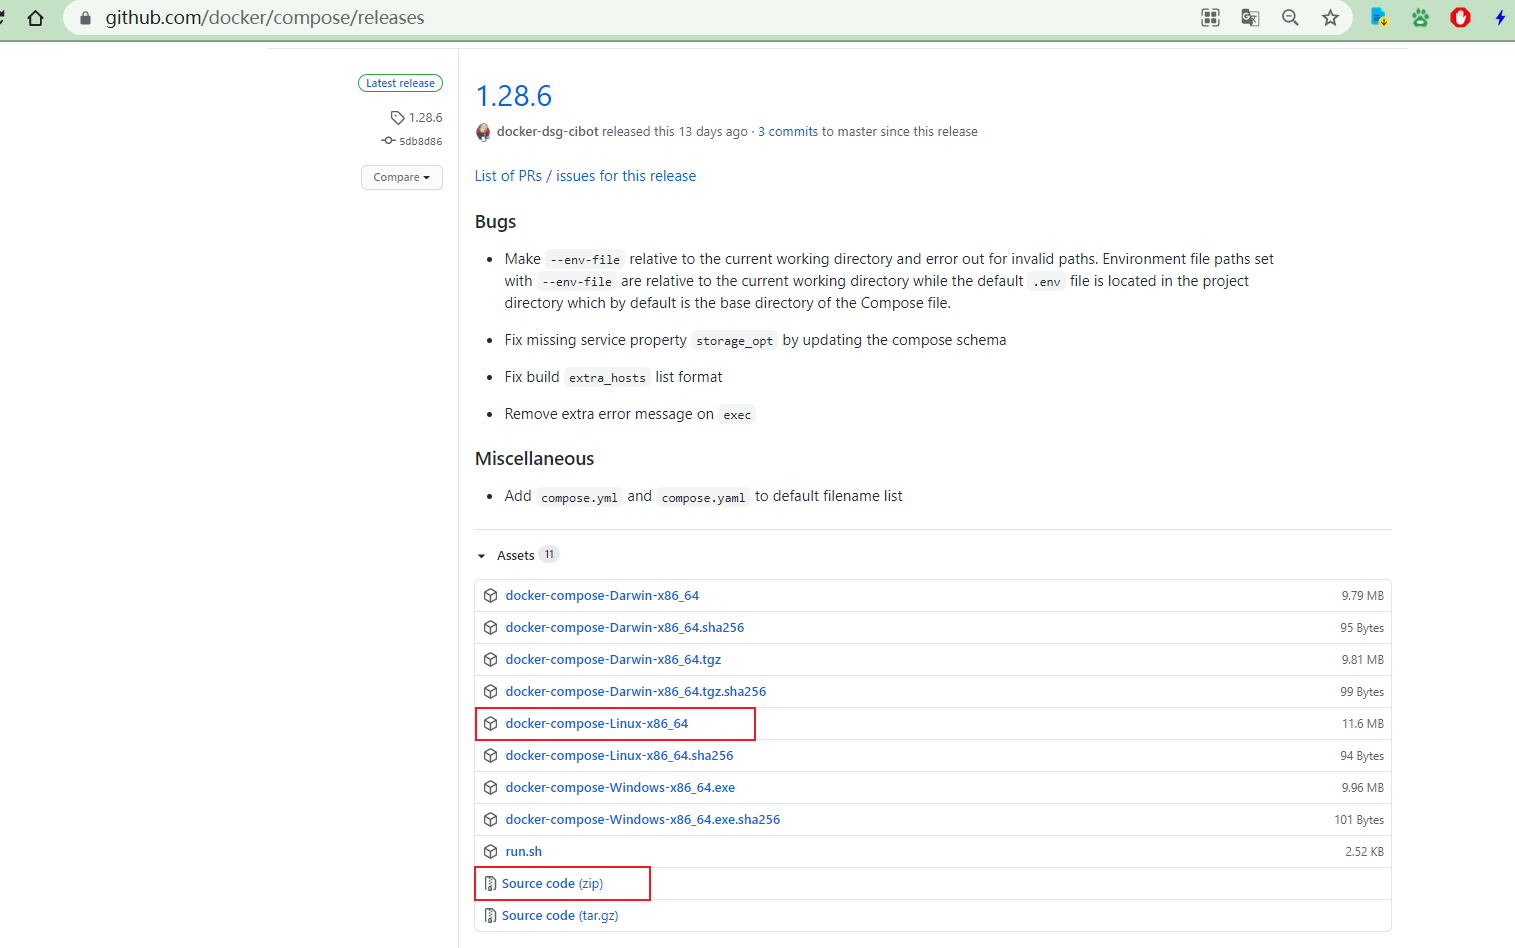 github.com/docker/compose/releases
Latest release
1.28.6
5db8d86
Compare
1.28.6
docker-dsg-cibot released this 13 days ago · 3 commits to master since this release
List of PRs / issues for this release
Bugs
Make --env-file relative to the current working directory and error out for invalid paths. Environment file paths set
with --env-file are relative to the current working directory while the default .env file is located in the project
directory which by default is the base directory of the Compose file.
Fix missing service property storage_opt by updating the compose schema
Fix build extra_hosts list format
Remove extra error message on exec
Miscellaneous
Add compose.yml and compose.yaml to default filename list
Assets 11
docker-compose-Darwin-x86_64 9.79 MB
docker-compose-Darwin-x86_64.sha256 95 Bytes
docker-compose-Darwin-x86_64.tgz 9.81 MB
docker-compose-Darwin-x86_64.tgz.sha256 99 Bytes
docker-compose-Linux-x86_64 11.6 MB
docker-compose-Linux-x86_64.sha256 94 Bytes
docker-compose-Windows-x86_64.exe 9.96 MB
docker-compose-Windows-x86_64.exe.sha256 101 Bytes
run.sh 2.52 KB
Source code (zip)
Source code (tar.gz)